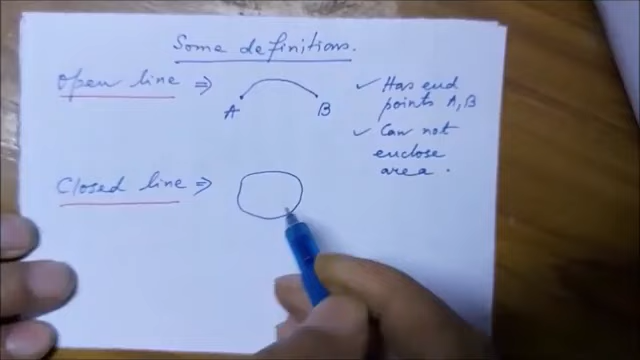 Some definitions.
Open line ⇒
A
B
✓ Has end
points A, B
✓ Can not
enclose
area.
Closed line ⇒